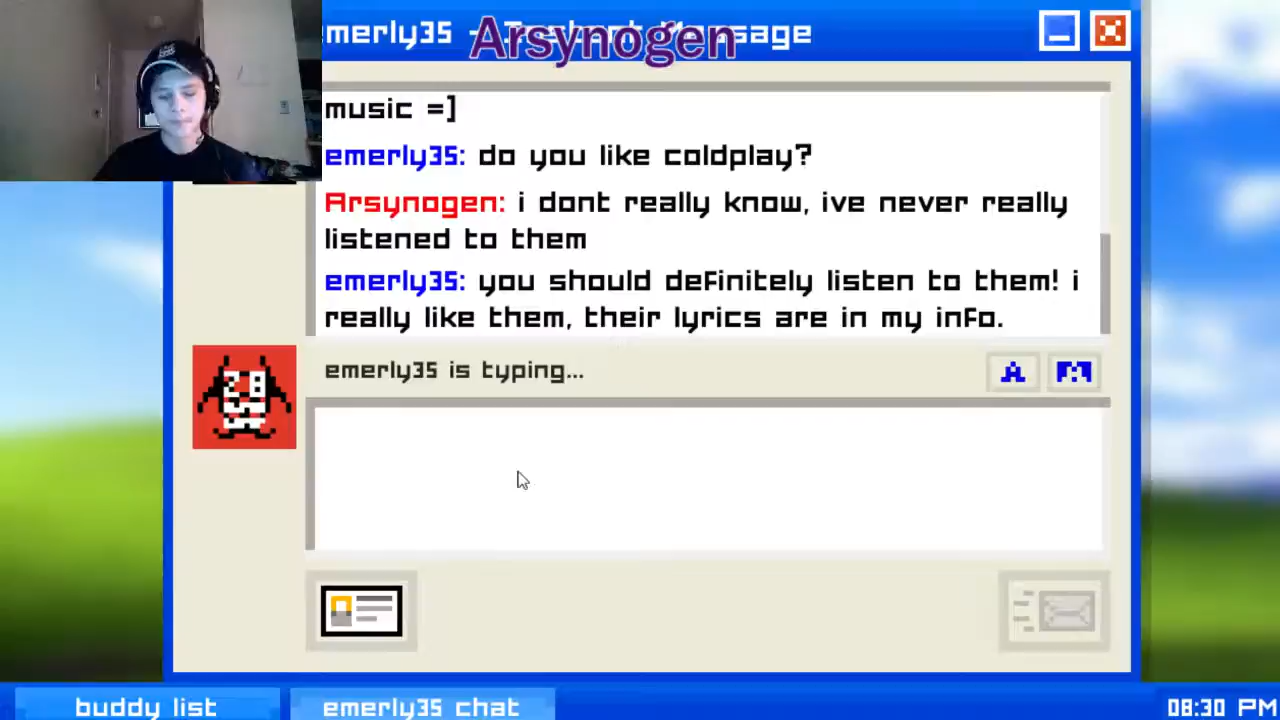 Arsynogen
music =]
emerly35: do you like coldplay?
Arsynogen: i dont really know, ive never really
listened to them
emerly35: you should definitely listen to them! i
really like them, their lyrics are in my info.
emerly35 is typing...
A
buddy list
emerly35 chat
08:30 PM